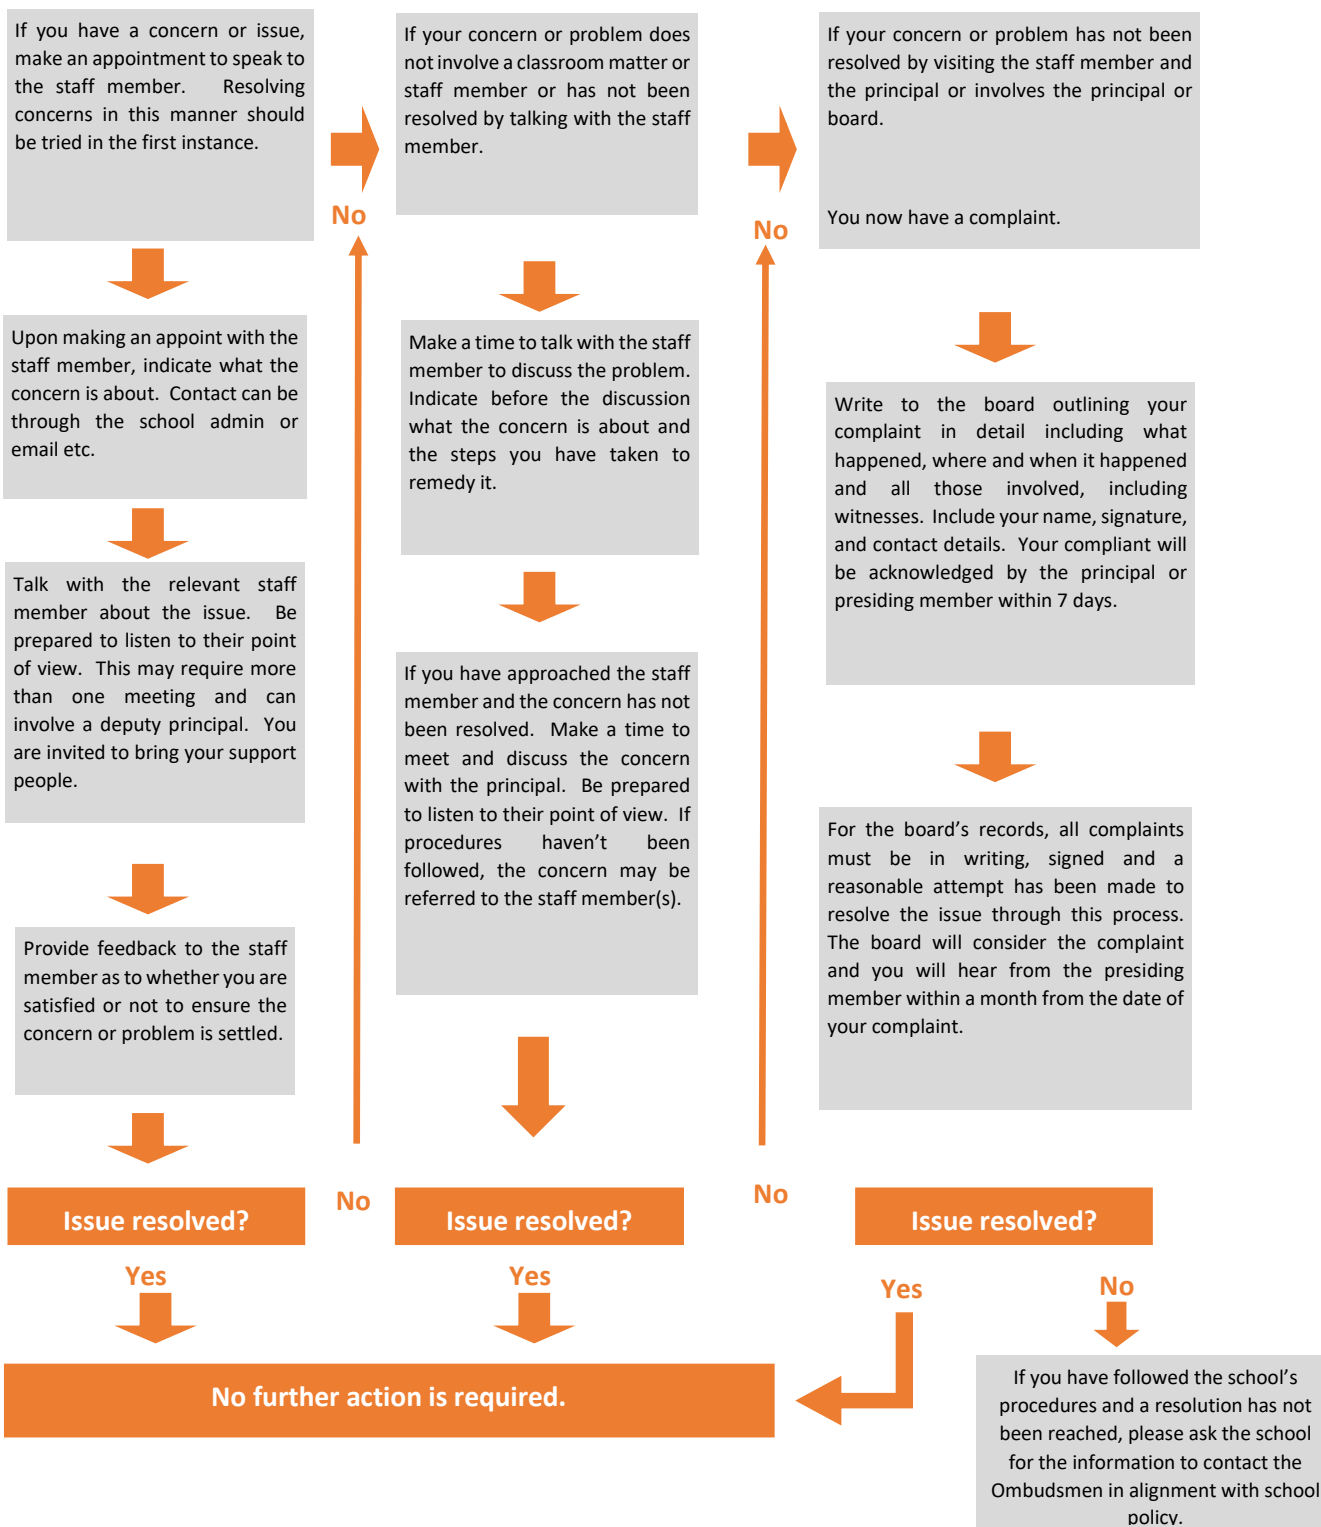 If you have a concern or issue,
make an appointment to speak to
the staff member. Resolving
concerns in this manner should
be tried in the first instance.
Upon making an appoint with the
staff member, indicate what the
concern is about. Contact can be
through the school admin or
email etc.
Talk with the relevant staff
member about the issue. Be
prepared to listen to their point
of view. This may require more
than one meeting and can
involve a deputy principal. You
are invited to bring your support
people.
Provide feedback to the staff
member as to whether you are
satisfied or not to ensure the
concern or problem is settled.
Issue resolved?
Yes
No
No
If your concern or problem does
not involve a classroom matter or
staff member or has not been
resolved by talking with the staff
member.
Make a time to talk with the staff
member to discuss the problem.
Indicate before the discussion
what the concern is about and
the steps you have taken to
remedy it.
If you have approached the staff
member and the concern has not
been resolved. Make a time to
meet and discuss the concern
with the principal. Be prepared
to listen to their point of view. If
procedures haven’t been
followed, the concern may be
referred to the staff member(s).
Issue resolved?
Yes
No
No
If your concern or problem has not been
resolved by visiting the staff member and
the principal or involves the principal or
board.
You now have a complaint.
Write to the board outlining your
complaint in detail including what
happened, where and when it happened
and all those involved, including
witnesses. Include your name, signature,
and contact details. Your compliant will
be acknowledged by the principal or
presiding member within 7 days.
For the board’s records, all complaints
must be in writing, signed and a
reasonable attempt has been made to
resolve the issue through this process.
The board will consider the complaint
and you will hear from the presiding
member within a month from the date of
your complaint.
Issue resolved?
Yes
No
No further action is required.
If you have followed the school’s
procedures and a resolution has not
been reached, please ask the school
for the information to contact the
Ombudsmen in alignment with school
policy.